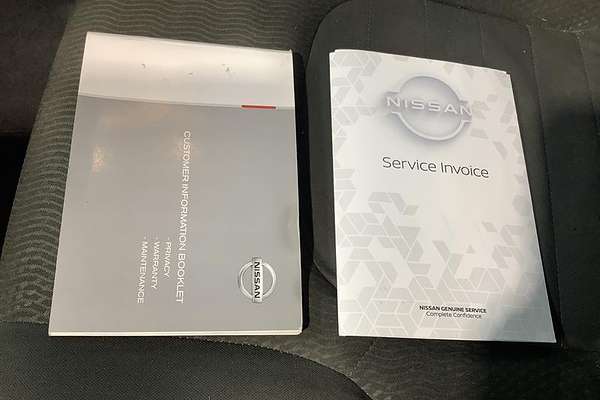 CUSTOMER INFORMATION BOOKLET
- PRIVACY
- WARRANTY
- MAINTENANCE
NISSAN
NISSAN
Service Invoice
NISSAN GENUINE SERVICE
Complete Confidence